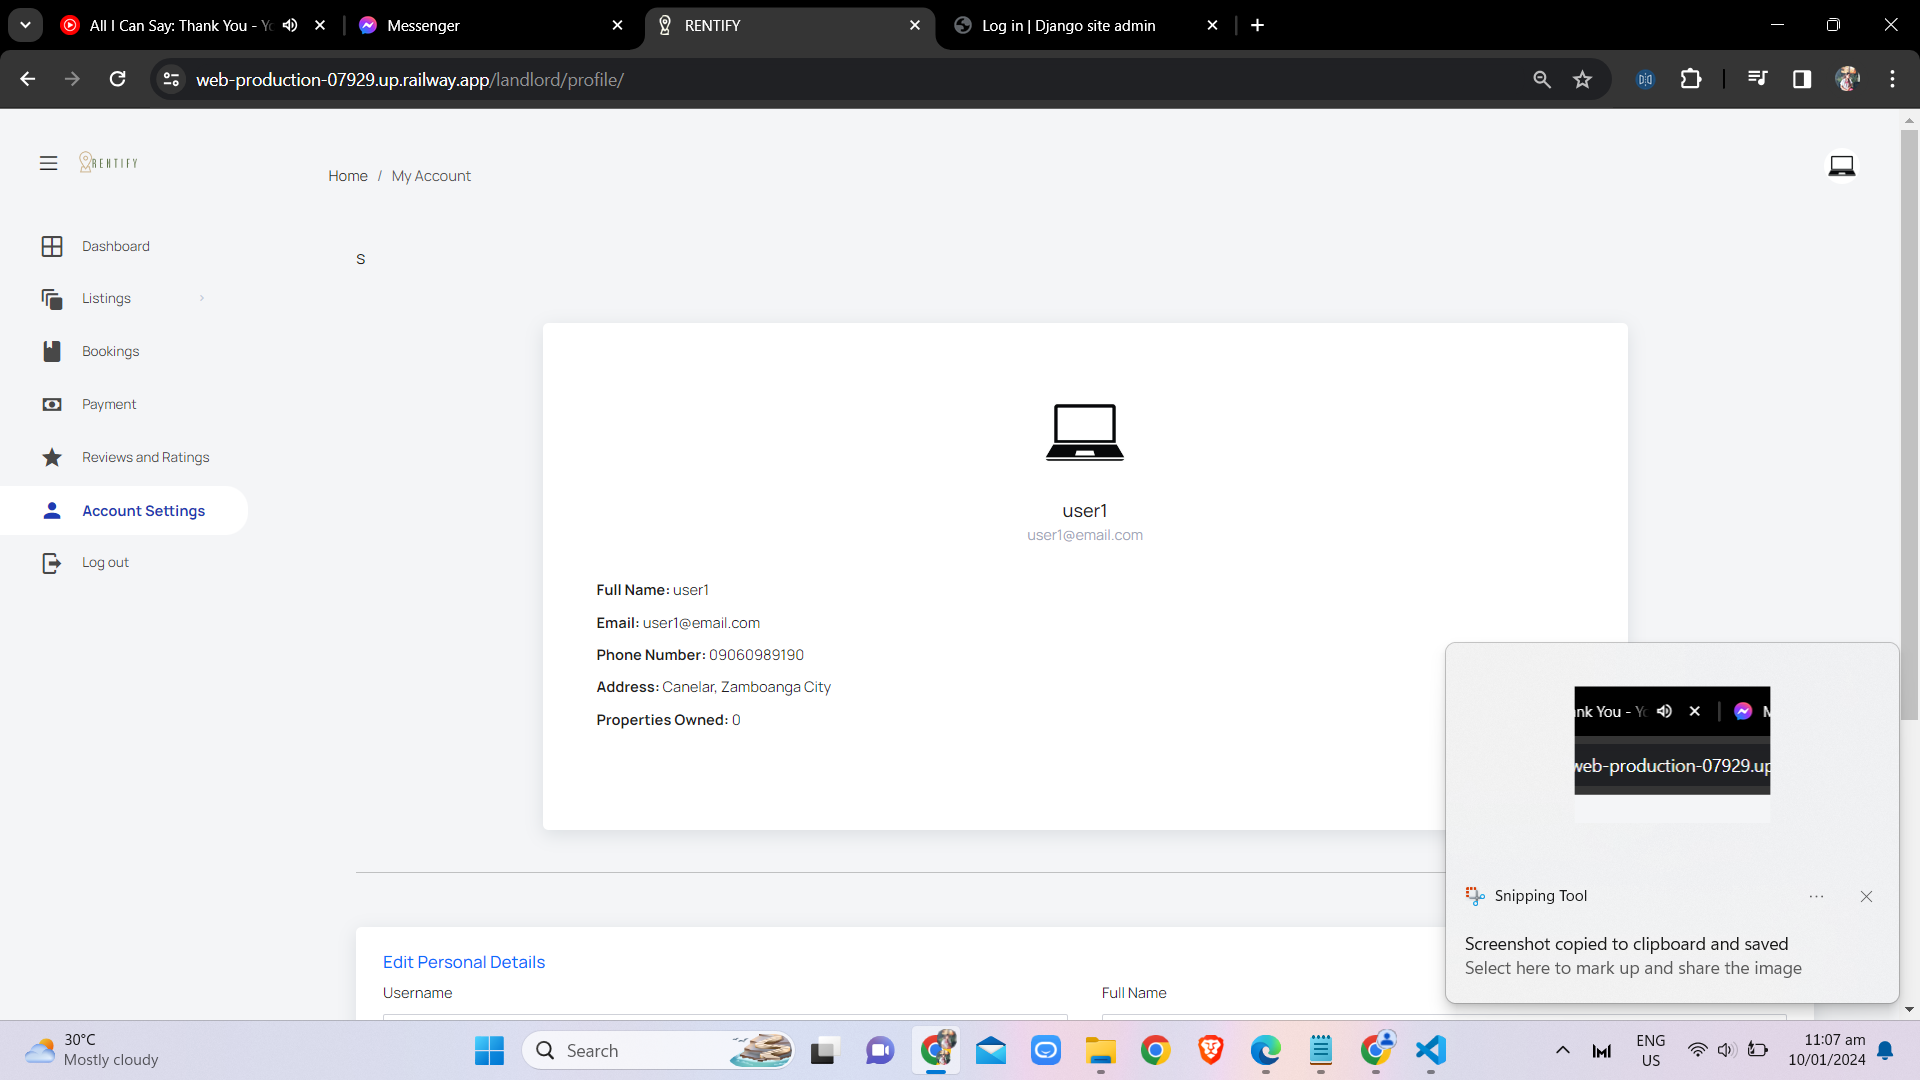 All I Can Say: Thank You - Yo
Messenger
RENTIFY
Log in | Django site admin
web-production-07929.up.railway.app/landlord/profile/
RENTIFY
Home / My Account
Dashboard
S
Listings
Bookings
Payment
Reviews and Ratings
Account Settings
user1
user1@email.com
Log out
Full Name: user1
Email: user1@email.com
Phone Number: 09060989190
Address: Canelar, Zamboanga City
Properties Owned: 0
ank You - Yo
web-production-07929.up
Snipping Tool
Screenshot copied to clipboard and saved
Select here to mark up and share the image
Edit Personal Details
Username
Full Name
30°C
Mostly cloudy
Search
ENG
US
11:07 am
10/01/2024